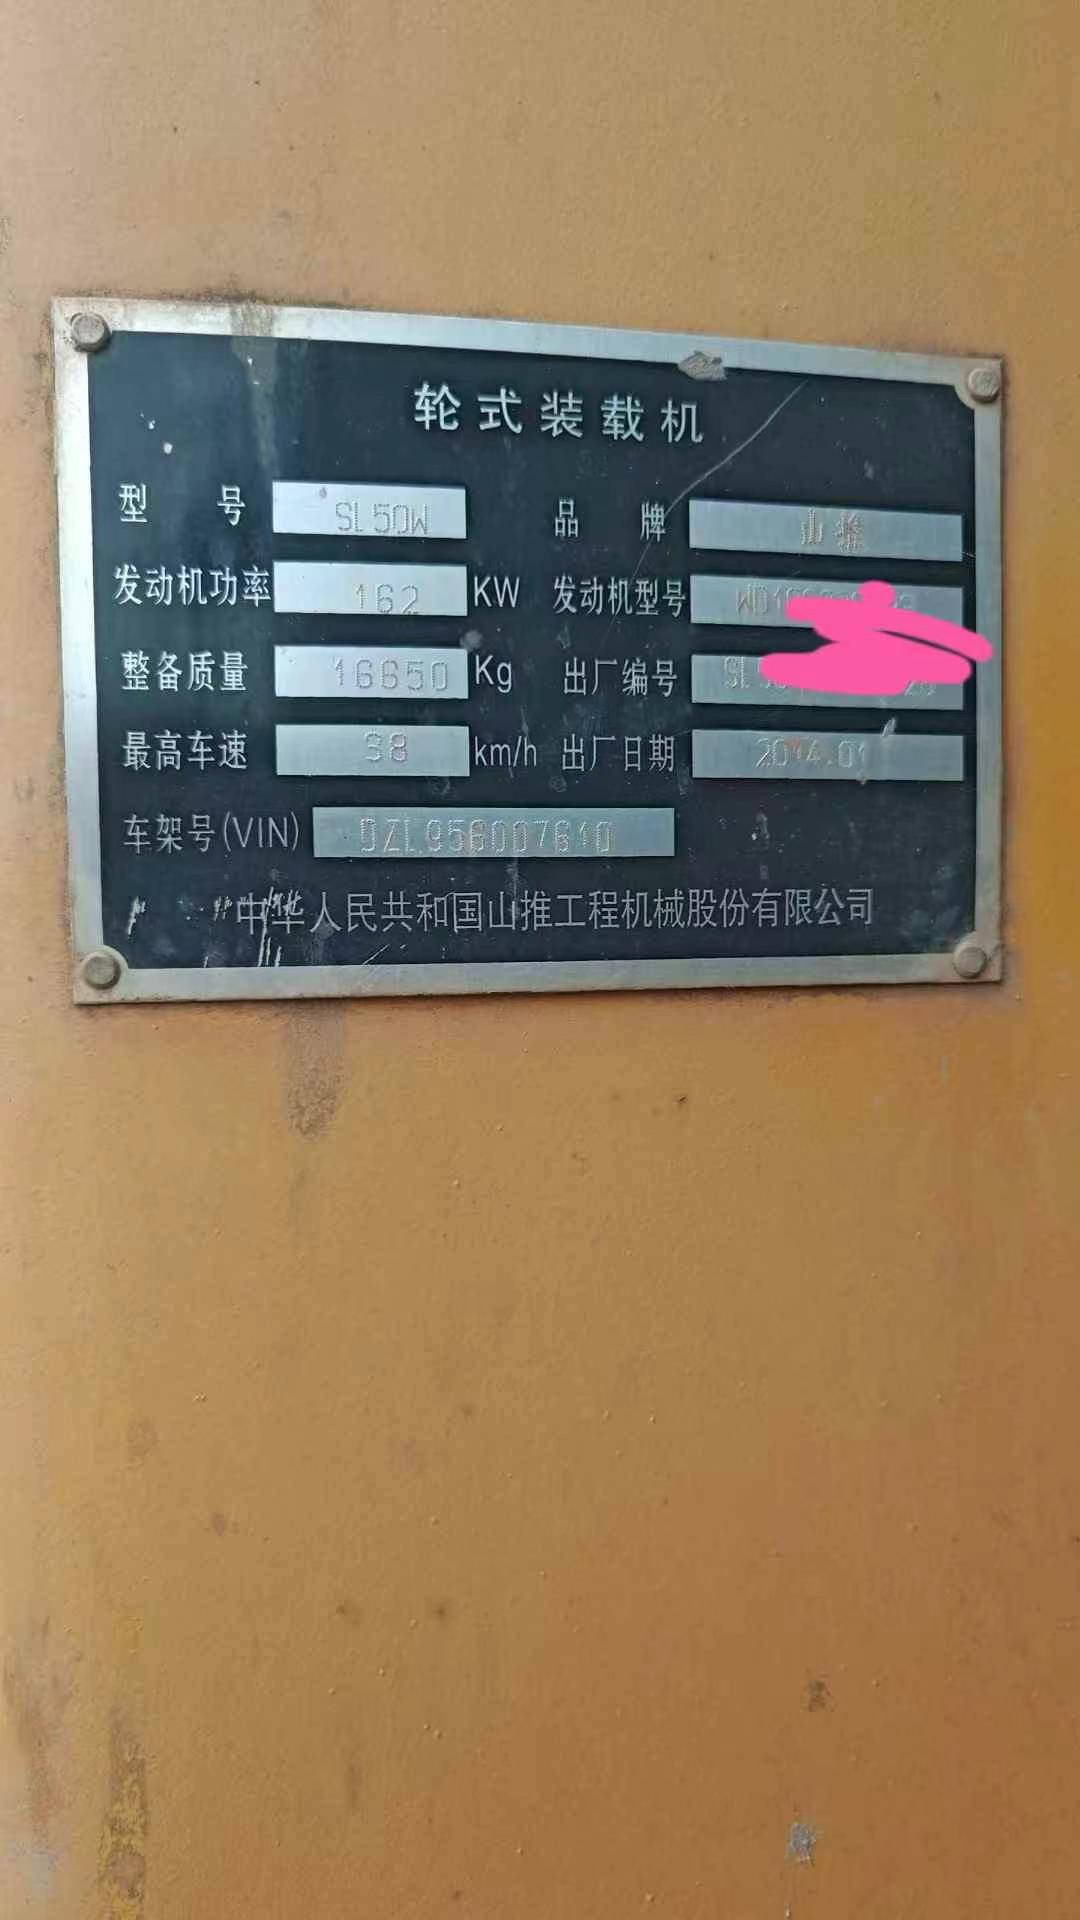 轮式装载机
型号 SL50W 品牌 山推
发动机功率 162 KW 发动机型号
整备质量 16650 Kg 出厂编号
最高车速 38 km/h 出厂日期 2014.01
车架号(VIN) DZL956007610
中华人民共和国山推工程机械股份有限公司